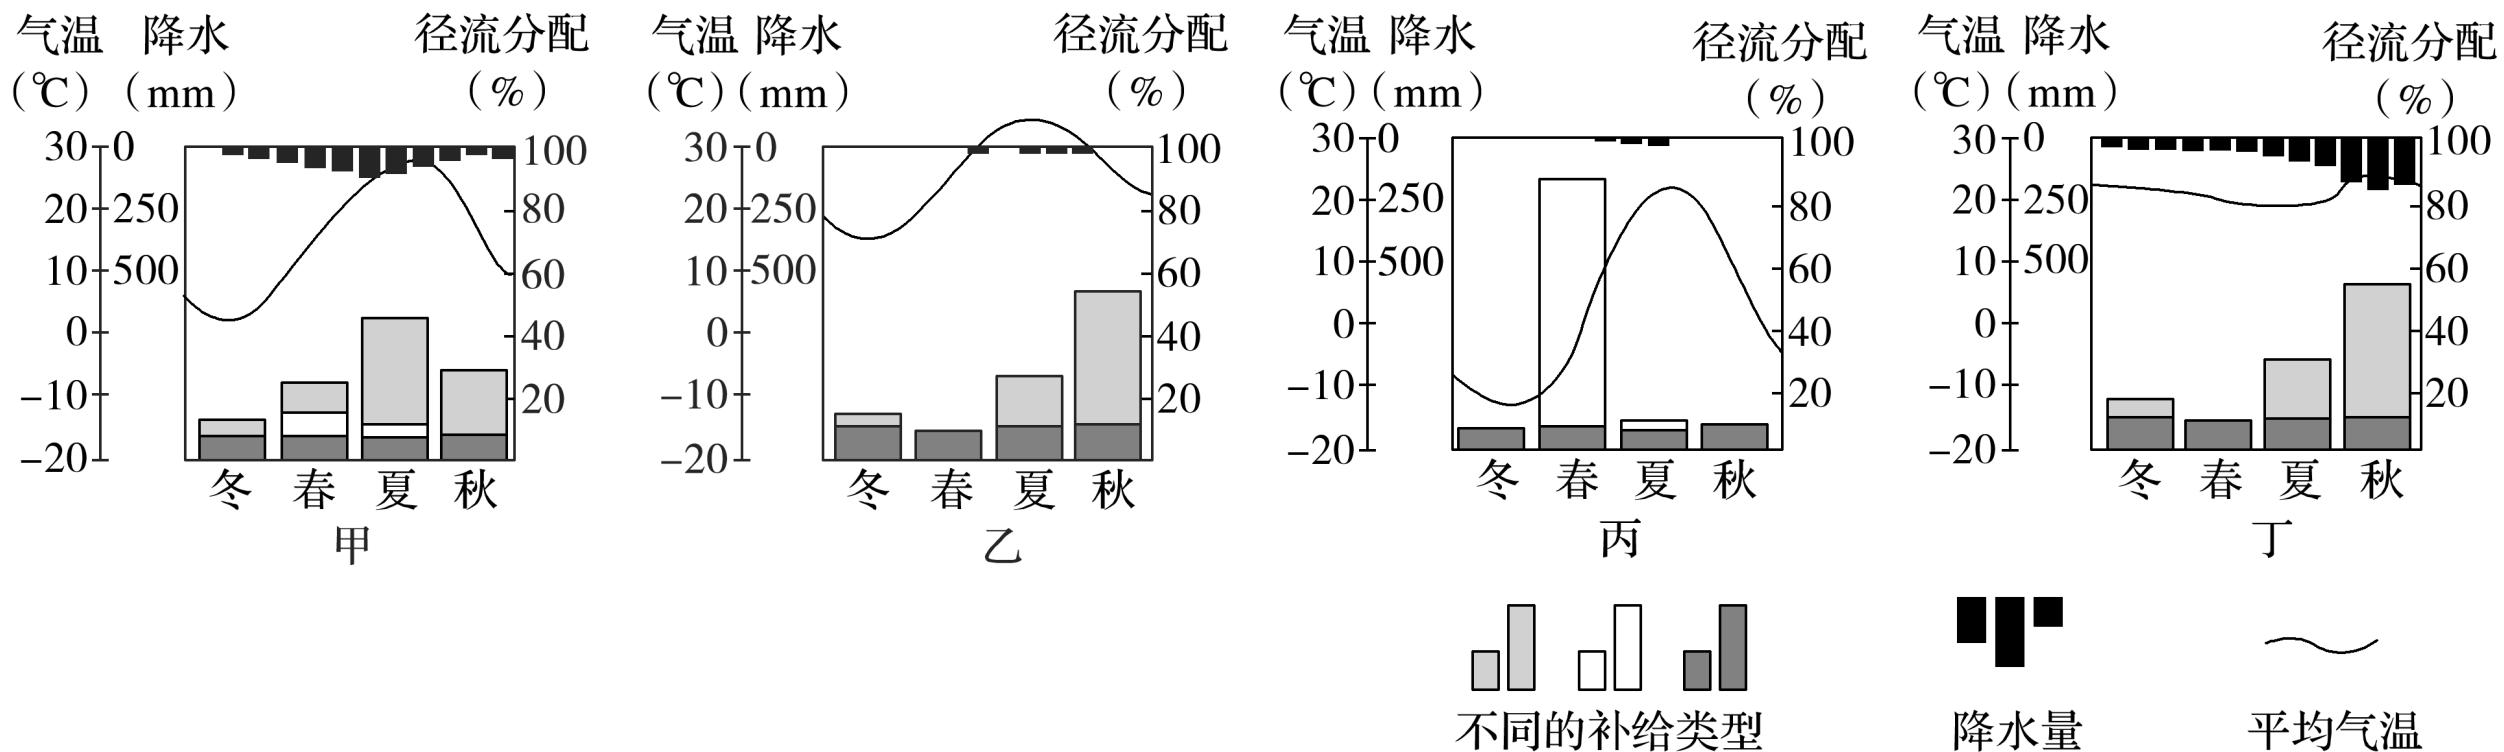 气温 降水 径流分配
(℃) (mm) (%)
30 0 100
20 250 80
10 500 60
0 40
−10 20
−20
冬 春 夏 秋
甲
气温 降水 径流分配
(℃) (mm) (%)
30 0 100
20 250 80
10 500 60
0 40
−10 20
−20
冬 春 夏 秋
乙
气温 降水 径流分配
(℃) (mm) (%)
30 0 100
20 250 80
10 500 60
0 40
−10 20
−20
冬 春 夏 秋
丙
气温 降水 径流分配
(℃) (mm) (%)
30 0 100
20 250 80
10 500 60
0 40
−10 20
−20
冬 春 夏 秋
丁
不同的补给类型 降水量 平均气温